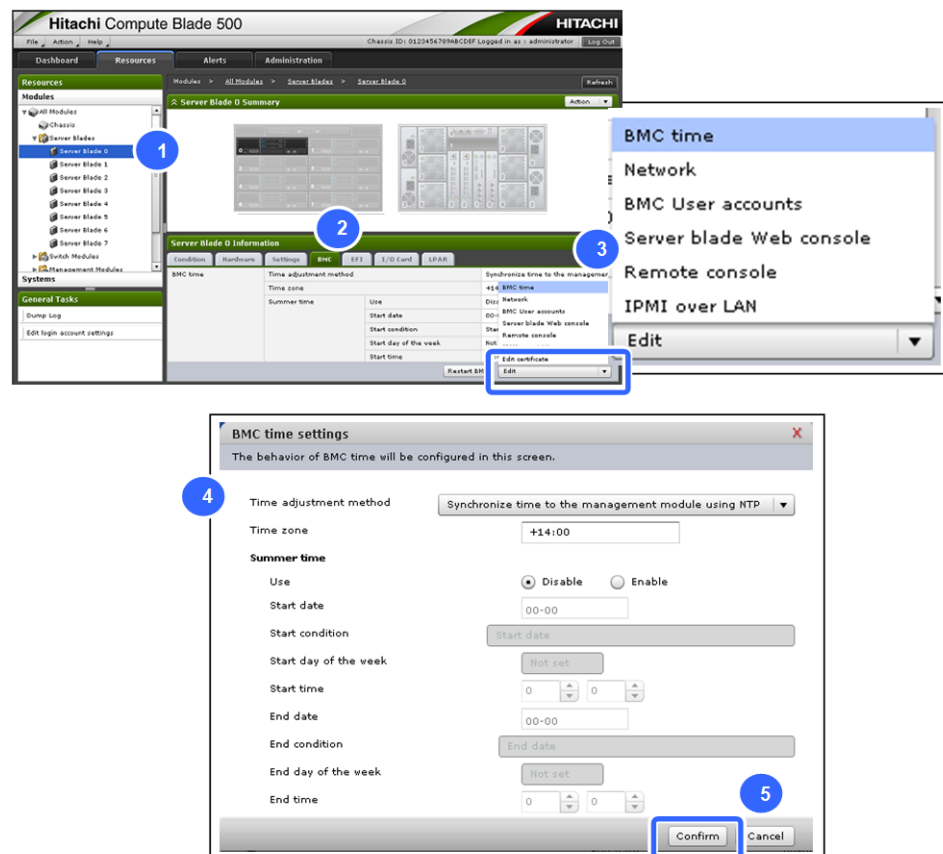 Hitachi Compute Blade 500
HITACHI
File Action Help
Chassis ID: 0123456789ABCDEF Logged in as : administrator Log Out
Dashboard Resources Alerts Administration
Resources
Modules > All Modules > Server Blades > Server Blade 0
Refresh
Modules
Server Blade 0 Summary
Action
All Modules
Chassis
Server Blades
Server Blade 0
Server Blade 1
Server Blade 2
Server Blade 3
Server Blade 4
Server Blade 5
Server Blade 6
Server Blade 7
Switch Modules
Management Modules
Systems
General Tasks
Dump Log
Edit login account settings
1
2
Server Blade 0 Information
Condition Hardware Settings BMC EFI I/O Card LPAR
BMC time
Time adjustment method
Synchronize time to the managemer
Time zone
+14
Summer time
Use
Start date
Start condition
Start day of the week
Not
Start time
BMC time
Network
BMC User accounts
Server blade Web console
Remote console
Edit certificate
Restart BM
Edit
3
BMC time
Network
BMC User accounts
Server blade Web console
Remote console
IPMI over LAN
Edit
BMC time settings
X
The behavior of BMC time will be configured in this screen.
4
Time adjustment method
Synchronize time to the management module using NTP
Time zone
+14:00
Summer time
Use
Disable Enable
Start date
00-00
Start condition
Start date
Start day of the week
Not set
Start time
0 0
End date
00-00
End condition
End date
End day of the week
Not set
End time
0 0
5
Confirm Cancel